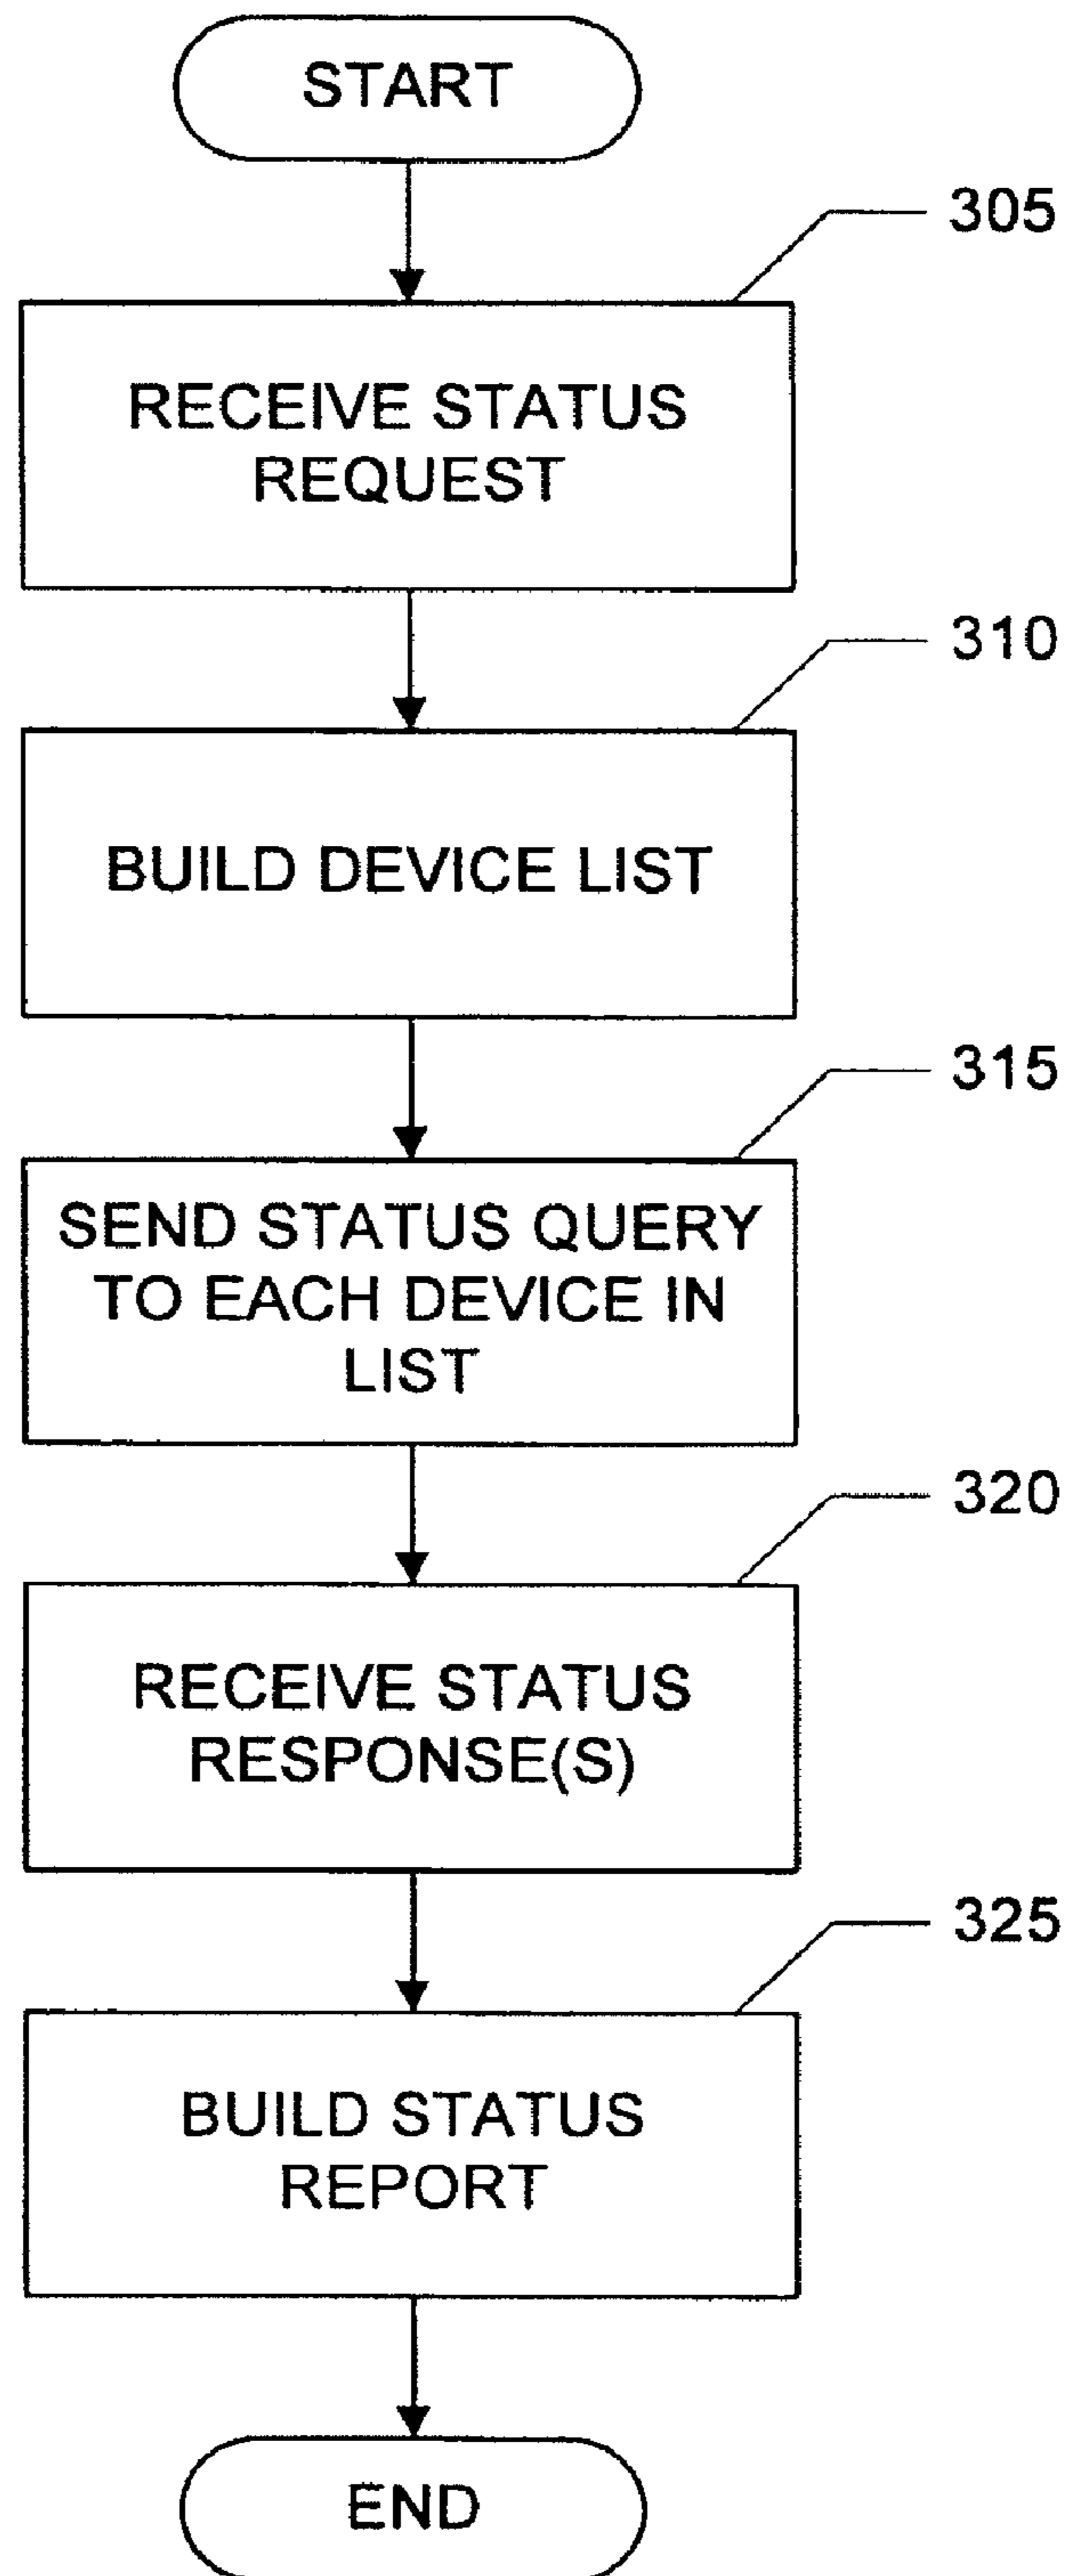 START
305
RECEIVE STATUS
REQUEST
310
BUILD DEVICE LIST
315
SEND STATUS QUERY
TO EACH DEVICE IN
LIST
320
RECEIVE STATUS
RESPONSE(S)
325
BUILD STATUS
REPORT
END